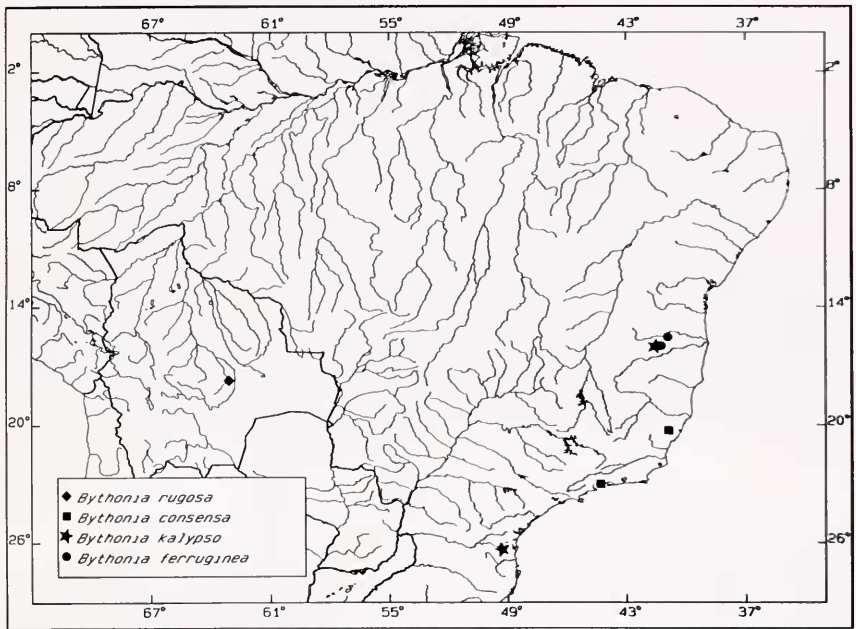 67° 61° 55° 49° 43° 37°
2° 2°
8° 8°
14° 14°
20° 20°
26° 26°
Bythonia rugosa
Bythonia consensa
Bythonia kalypso
Bythonia ferruginea
67° 61° 55° 49° 43° 37°